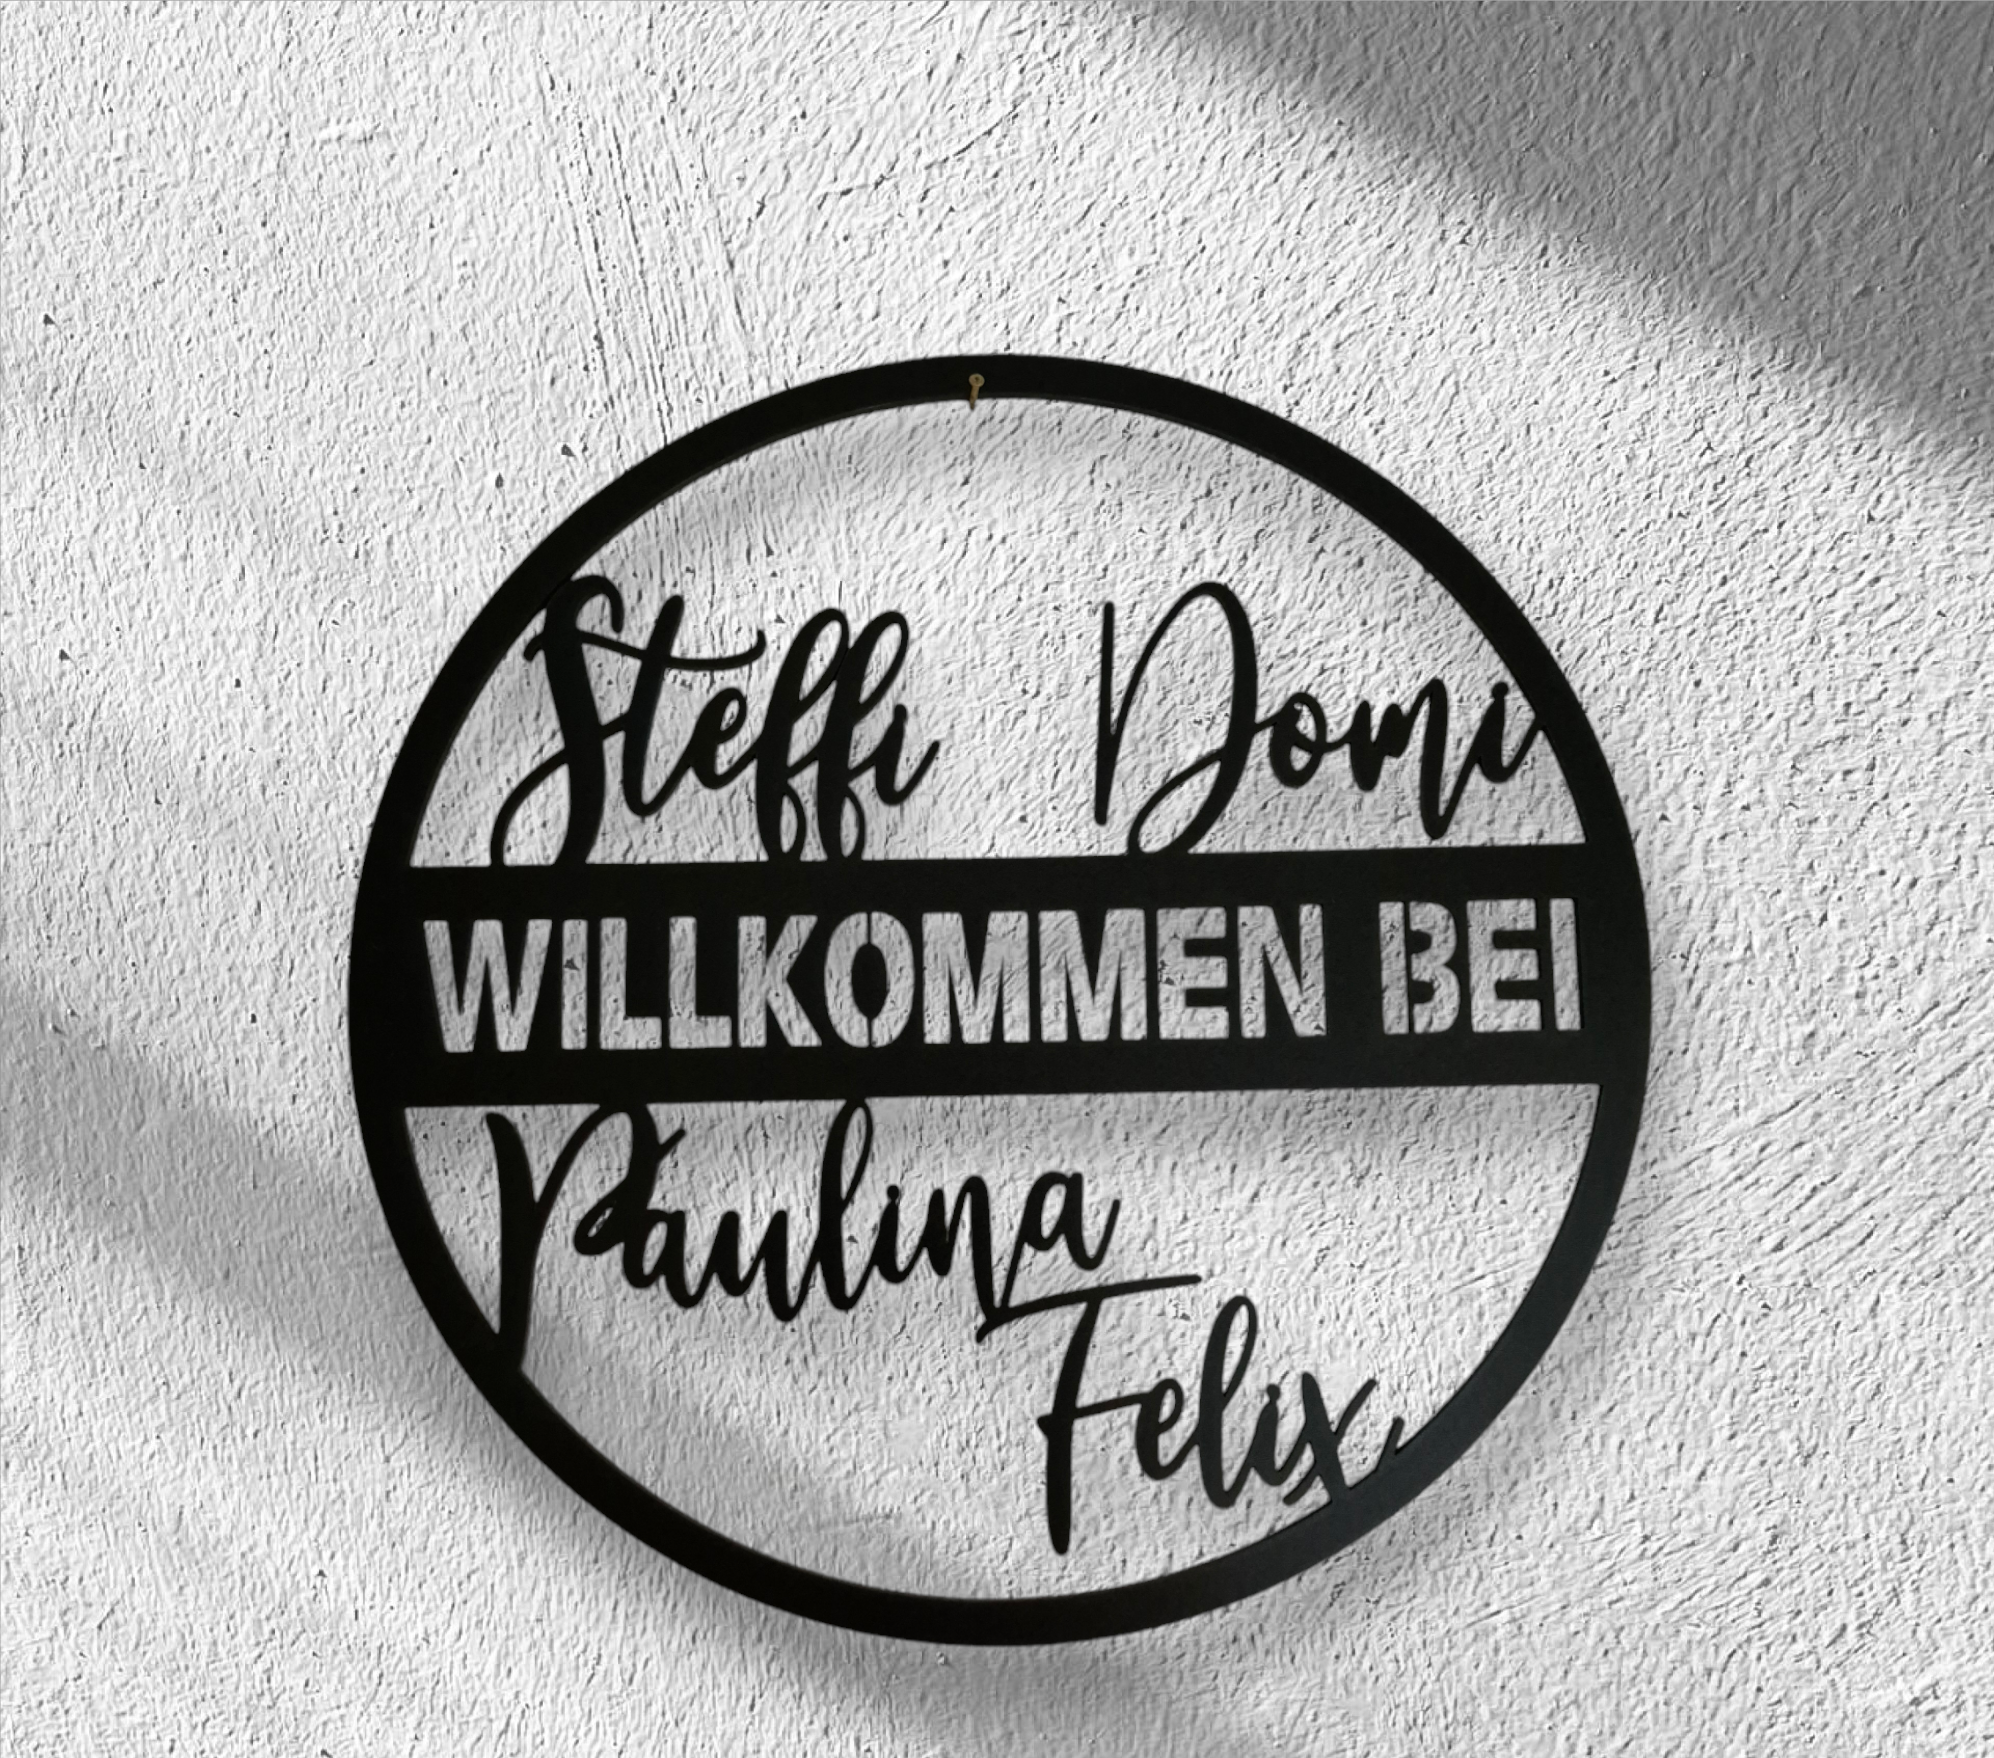 Steffi Domi
WILLKOMMEN BEI
Paulina
Felix